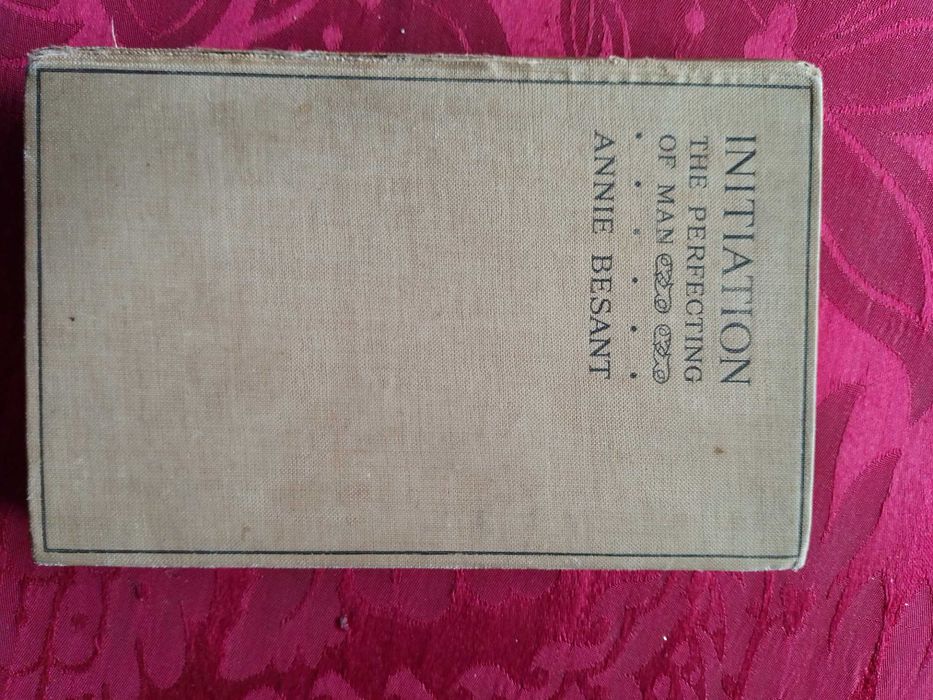 INITIATION
THE PERFECTING
OF MAN
ANNIE BESANT